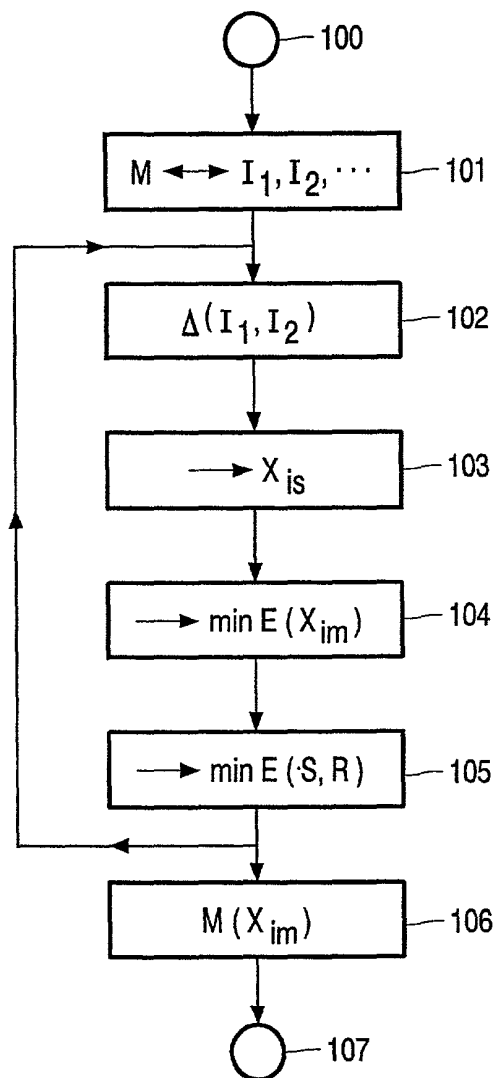 100
M ↔ I₁, I₂, ··· 101
Δ(I₁, I₂) 102
→ X_is 103
→ min E (X_im) 104
→ min E (·S, R) 105
M (X_im) 106
107